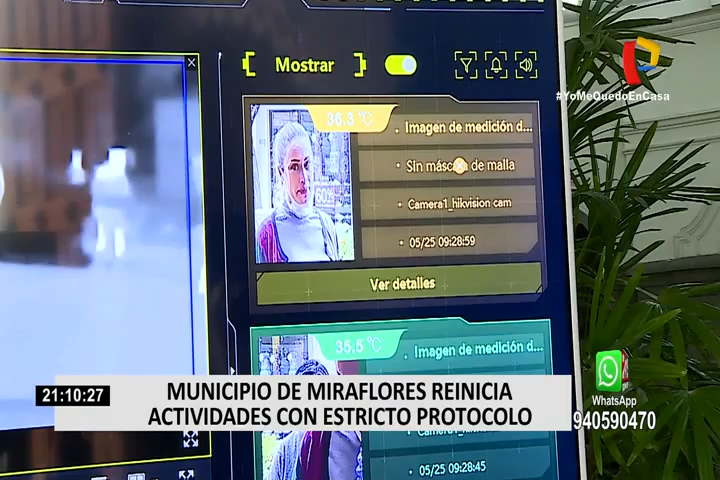 Mostrar
#YoMeQuedoEnCasa
36.3 °C
Imagen de medición d...
Sin máscara de malla
Camera1_hikvision cam
05/25 09:28:59
Ver detalles
35.5 °C
Imagen de medición d...
21:10:27
MUNICIPIO DE MIRAFLORES REINICIA
ACTIVIDADES CON ESTRICTO PROTOCOLO
WhatsApp
940590470
05/25 09:28:45